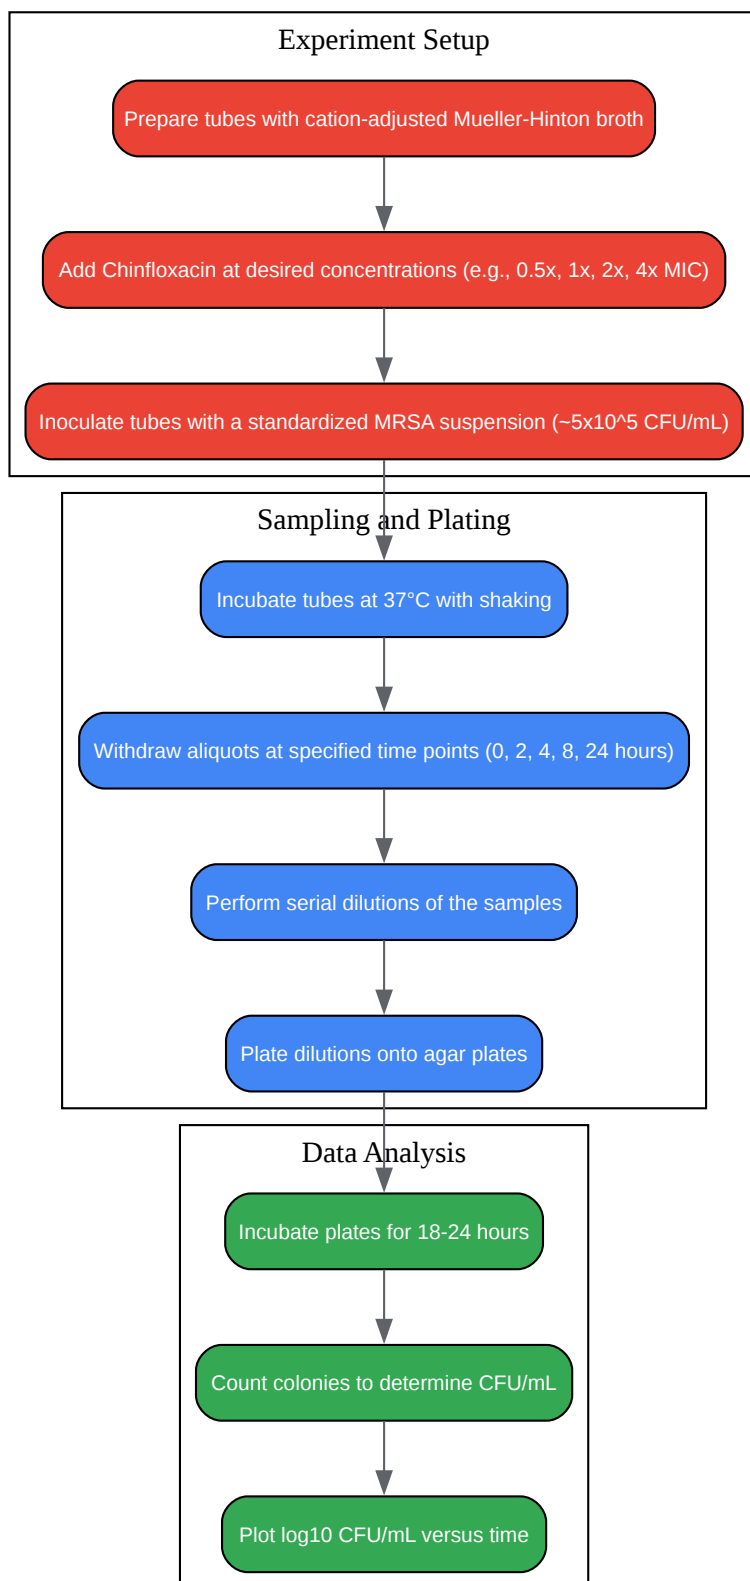 Experiment Setup
Prepare tubes with cation-adjusted Mueller-Hinton broth
Add Chinfloxacin at desired concentrations (e.g., 0.5x, 1x, 2x, 4x MIC)
Inoculate tubes with a standardized MRSA suspension (~5x10^5 CFU/mL)
Sampling and Plating
Incubate tubes at 37°C with shaking
Withdraw aliquots at specified time points (0, 2, 4, 8, 24 hours)
Perform serial dilutions of the samples
Plate dilutions onto agar plates
Data Analysis
Incubate plates for 18-24 hours
Count colonies to determine CFU/mL
Plot log10 CFU/mL versus time